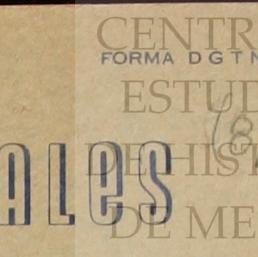 CENTR
FORMA DGTN
ESTUD
DE HIST
ALES
DE ME